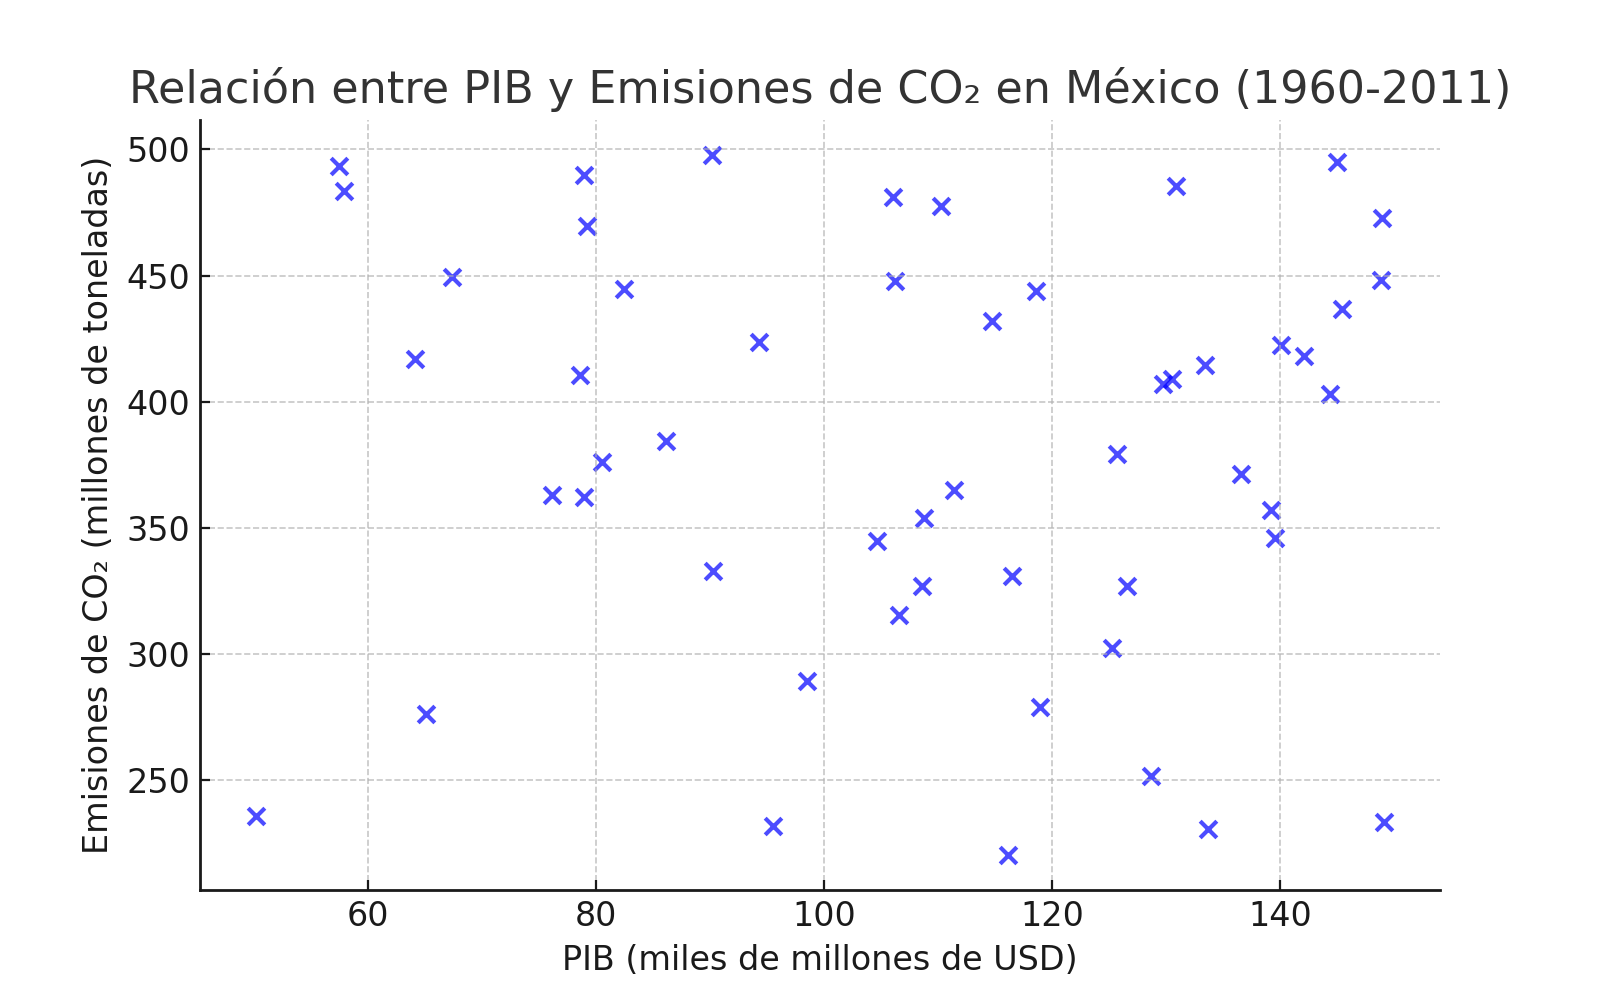 Relación entre PIB y Emisiones de CO₂ en México (1960-2011)
Emisiones de CO₂ (millones de toneladas)
500
450
400
350
300
250
60 80 100 120 140
PIB (miles de millones de USD)